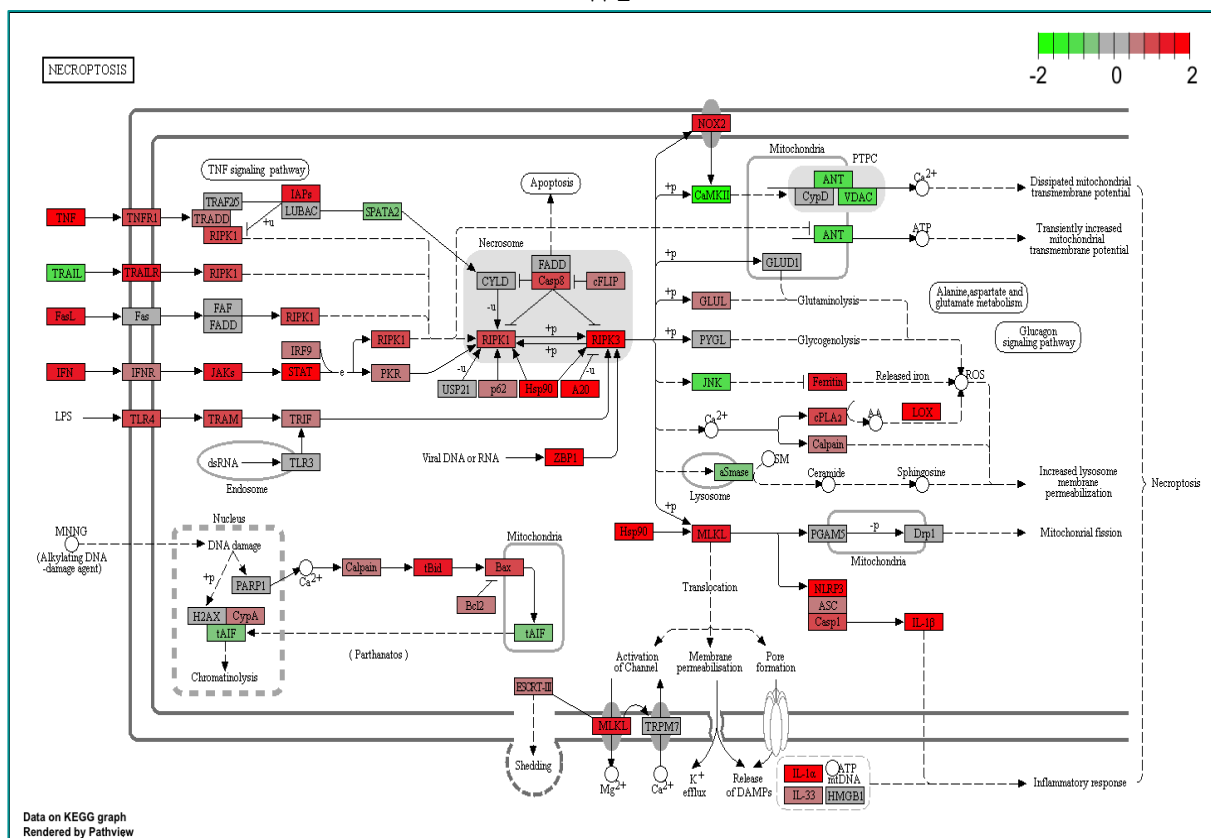 -2 0 2
NECROPTOSIS
NOX2
Mitochondria
PTPC
TNF signaling pathway
Apoptosis
+p
CaMKII
ANT
CypD
VDAC
Ca2+
Dissipated mitochondrial
transmembrane potential
TNF
TNFR1
TRAF2/5
TRADD
RIPK1
IAPs
LUBAC
+u
SPATA2
Necrosome
FADD
CYLD
Casp8
cFLIP
ANT
ATP
Transiently increased
mitochondrial
transmembrane potential
+p
GLUD1
TRAIL
TRAILR
RIPK1
-u
+p
GLUL
Glutaminolysis
Alanine,aspartate and
glutamate metabolism
FasL
Fas
FAF
FADD
RIPK1
RIPK1
RIPK1
+p
+p
RIPK3
+p
PYGL
Glycogenolysis
Glucagon
signaling pathway
IFN
IFNR
JAKs
IRF9
STAT
e
PKR
-u
-u
USP21
p62
Hsp90
A20
JNK
Ferritin
Released iron
ROS
LPS
TLR4
TRAM
TRIF
Ca2+
cPLA2
AA
LOX
Calpain
dsRNA
TLR3
Endosome
Viral DNA or RNA
ZBP1
aSmase
SM
Lysosome
Ceramide
Sphingosine
Increased lysosome
membrane
permeabilization
Necroptosis
+p
MNNG
(Alkylating DNA
-damage agent)
Nucleus
DNA damage
+p
PARP1
Ca2+
Calpain
tBid
Bax
Bcl2
Mitochondria
Hsp90
MLKL
PGAM5
-p
Drp1
Mitochonrial fission
Mitochondria
Translocation
NLRP3
ASC
Casp1
IL-1β
H2AX
CypA
tAIF
tAIF
( Parthanatos )
Chromatinolysis
Activation
of Channel
Membrane
permeabilisation
Pore
formation
ESCRT-III
MLKL
TRPM7
Shedding
Mg2+
Ca2+
K+
efflux
Release
of DAMPs
IL-1α
ATP
mtDNA
IL-33
HMGB1
Inflammatory response
Data on KEGG graph
Rendered by Pathview